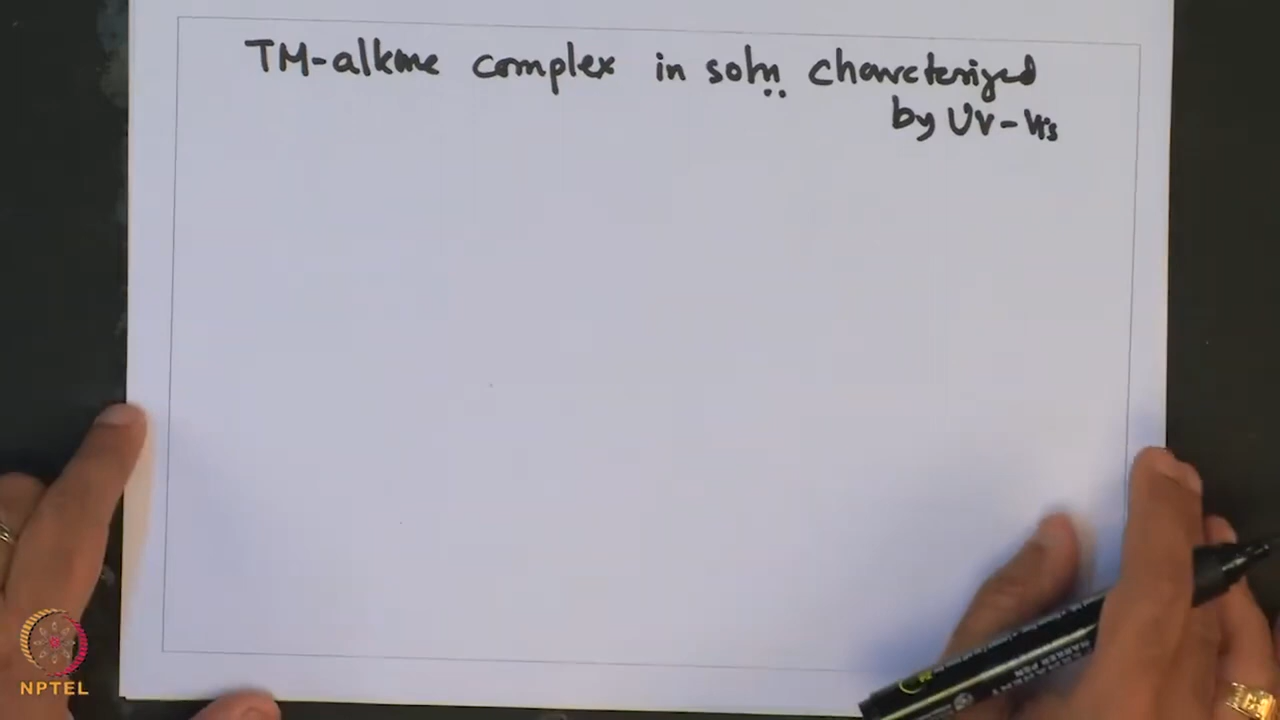 TM-alkane complex in soln characterized
by UV-Vis
NPTEL